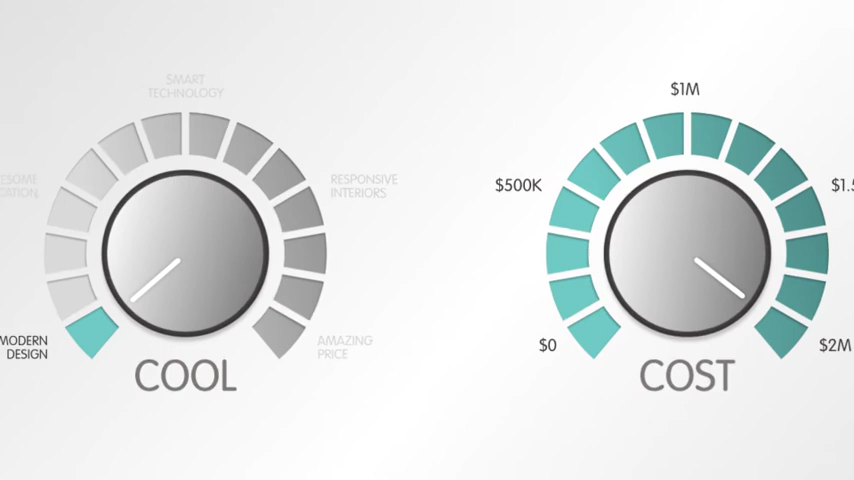 SMART
TECHNOLOGY
RESPONSIVE
INTERIORS
MODERN
DESIGN
AMAZING
PRICE
COOL
$1M
$500K
$0
$2M
COST